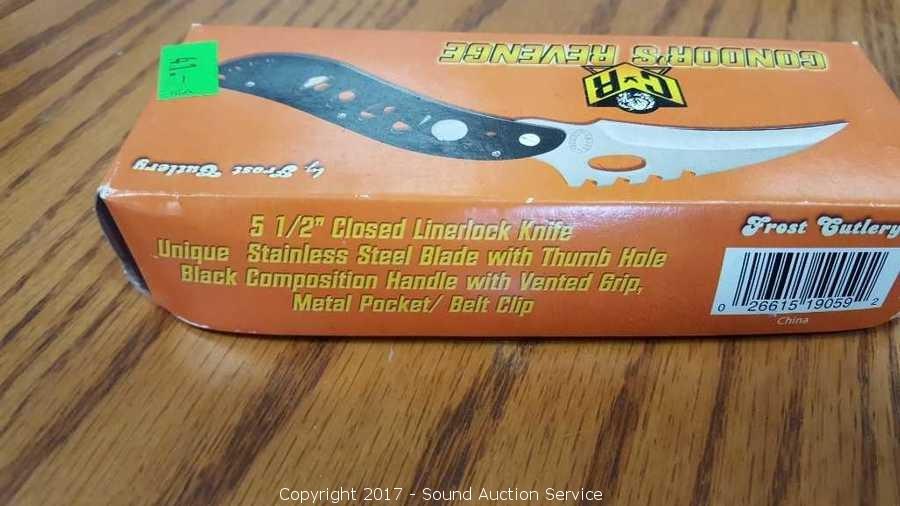 CONDOR'S REVENGE
C R
by Frost Cutlery
5 1/2" Closed Linerlock Knife
Unique Stainless Steel Blade with Thumb Hole
Black Composition Handle with Vented Grip,
Metal Pocket/ Belt Clip
Frost Cutlery
0 26615 19059 2
China
Copyright 2017 - Sound Auction Service